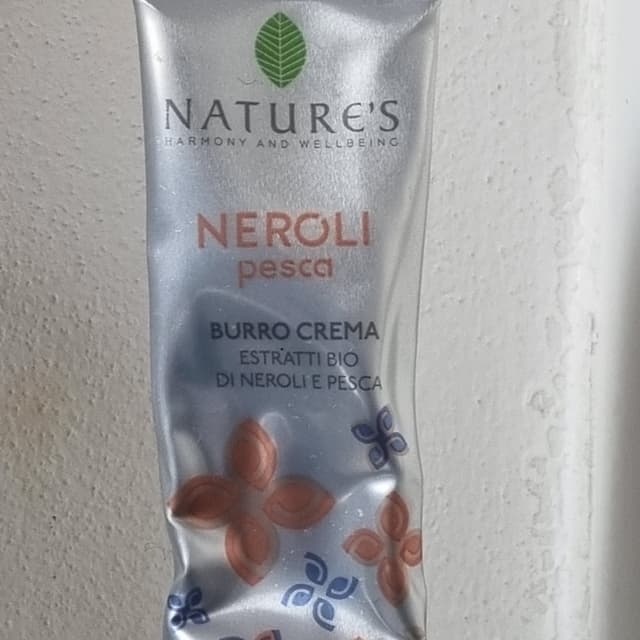 NATURE'S
HARMONY AND WELLBEING
NEROLI
pesca
BURRO CREMA
ESTRATTI BIO
DI NEROLI E PESCA